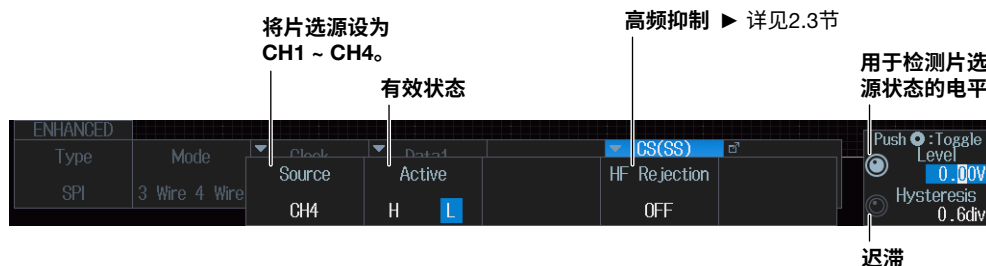 将片选源设为
CH1 ~ CH4。
高频抑制 ▶ 详见2.3节
用于检测片选
源状态的电平
有效状态
ENHANCED
Type
SPI
Mode
3 Wire 4 Wire
Clock
Data1
CS(SS)
Source
CH4
Active
H L
HF Rejection
OFF
Push :Toggle
Level
0.00V
Hysteresis
0.6div
迟滞